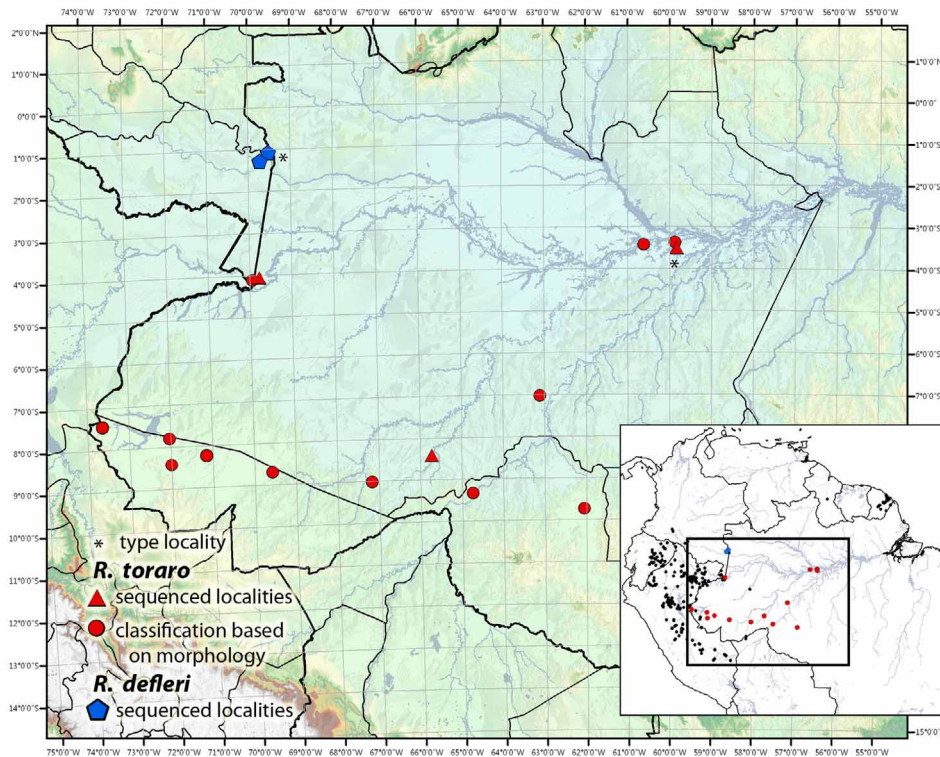 74°0'0"W 73°0'0"W 72°0'0"W 71°0'0"W 70°0'0"W 69°0'0"W 68°0'0"W 67°0'0"W 66°0'0"W 65°0'0"W 64°0'0"W 63°0'0"W 62°0'0"W 61°0'0"W 60°0'0"W 59°0'0"W 58°0'0"W 57°0'0"W 56°0'0"W 55°0'0"W
2°0'0"N
1°0'0"N 1°0'0"N
0°0'0"S 0°0'0"S
1°0'0"S * 1°0'0"S
2°0'0"S 2°0'0"S
3°0'0"S 3°0'0"S
* 4°0'0"S
4°0'0"S
5°0'0"S 5°0'0"S
6°0'0"S 6°0'0"S
7°0'0"S 7°0'0"S
8°0'0"S
9°0'0"S
10°0'0"S
* type locality
R. toraro
11°0'0"S
sequenced localities
12°0'0"S
classification based
on morphology
13°0'0"S
R. defleri
14°0'0"S
sequenced localities
15°0'0"S
75°0'0"W 74°0'0"W 73°0'0"W 72°0'0"W 71°0'0"W 70°0'0"W 69°0'0"W 68°0'0"W 67°0'0"W 66°0'0"W 65°0'0"W 64°0'0"W 63°0'0"W 62°0'0"W 61°0'0"W 60°0'0"W 59°0'0"W 58°0'0"W 57°0'0"W 56°0'0"W 55°0'0"W